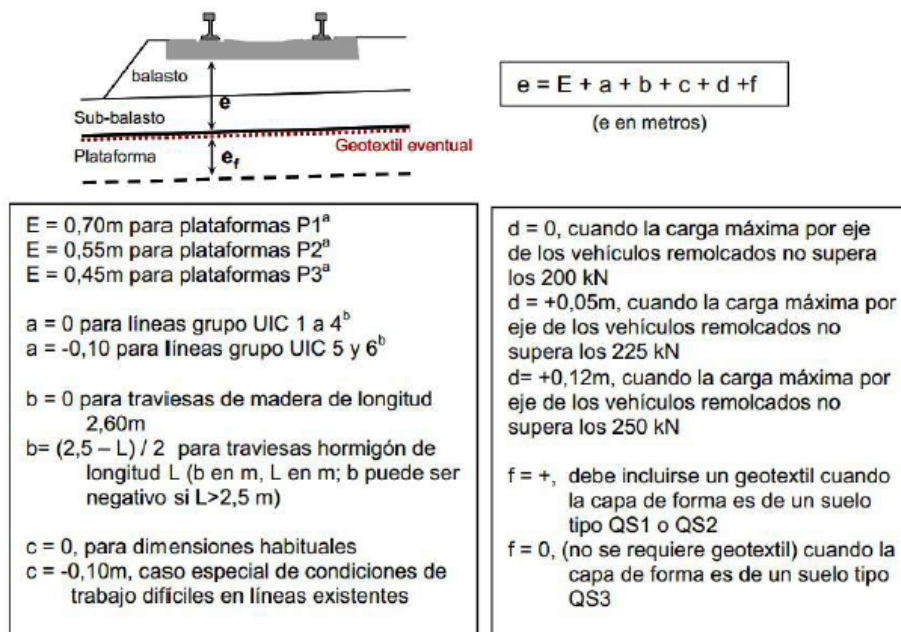 balasto
e
Sub-balasto
Plataforma
e_f
Geotextil eventual
e = E + a + b + c + d +f
(e en metros)
E = 0,70m para plataformas P1ª
E = 0,55m para plataformas P2ª
E = 0,45m para plataformas P3ª
a = 0 para líneas grupo UIC 1 a 4ᵇ
a = -0,10 para líneas grupo UIC 5 y 6ᵇ
b = 0 para traviesas de madera de longitud
2,60m
b= (2,5 – L) / 2 para traviesas hormigón de
longitud L (b en m, L en m; b puede ser
negativo si L>2,5 m)
c = 0, para dimensiones habituales
c = -0,10m, caso especial de condiciones de
trabajo difíciles en líneas existentes
d = 0, cuando la carga máxima por eje
de los vehículos remolcados no supera
los 200 kN
d = +0,05m, cuando la carga máxima por
eje de los vehículos remolcados no
supera los 225 kN
d= +0,12m, cuando la carga máxima por
eje de los vehículos remolcados no
supera los 250 kN
f = +, debe incluirse un geotextil cuando
la capa de forma es de un suelo
tipo QS1 o QS2
f = 0, (no se requiere geotextil) cuando la
capa de forma es de un suelo tipo
QS3